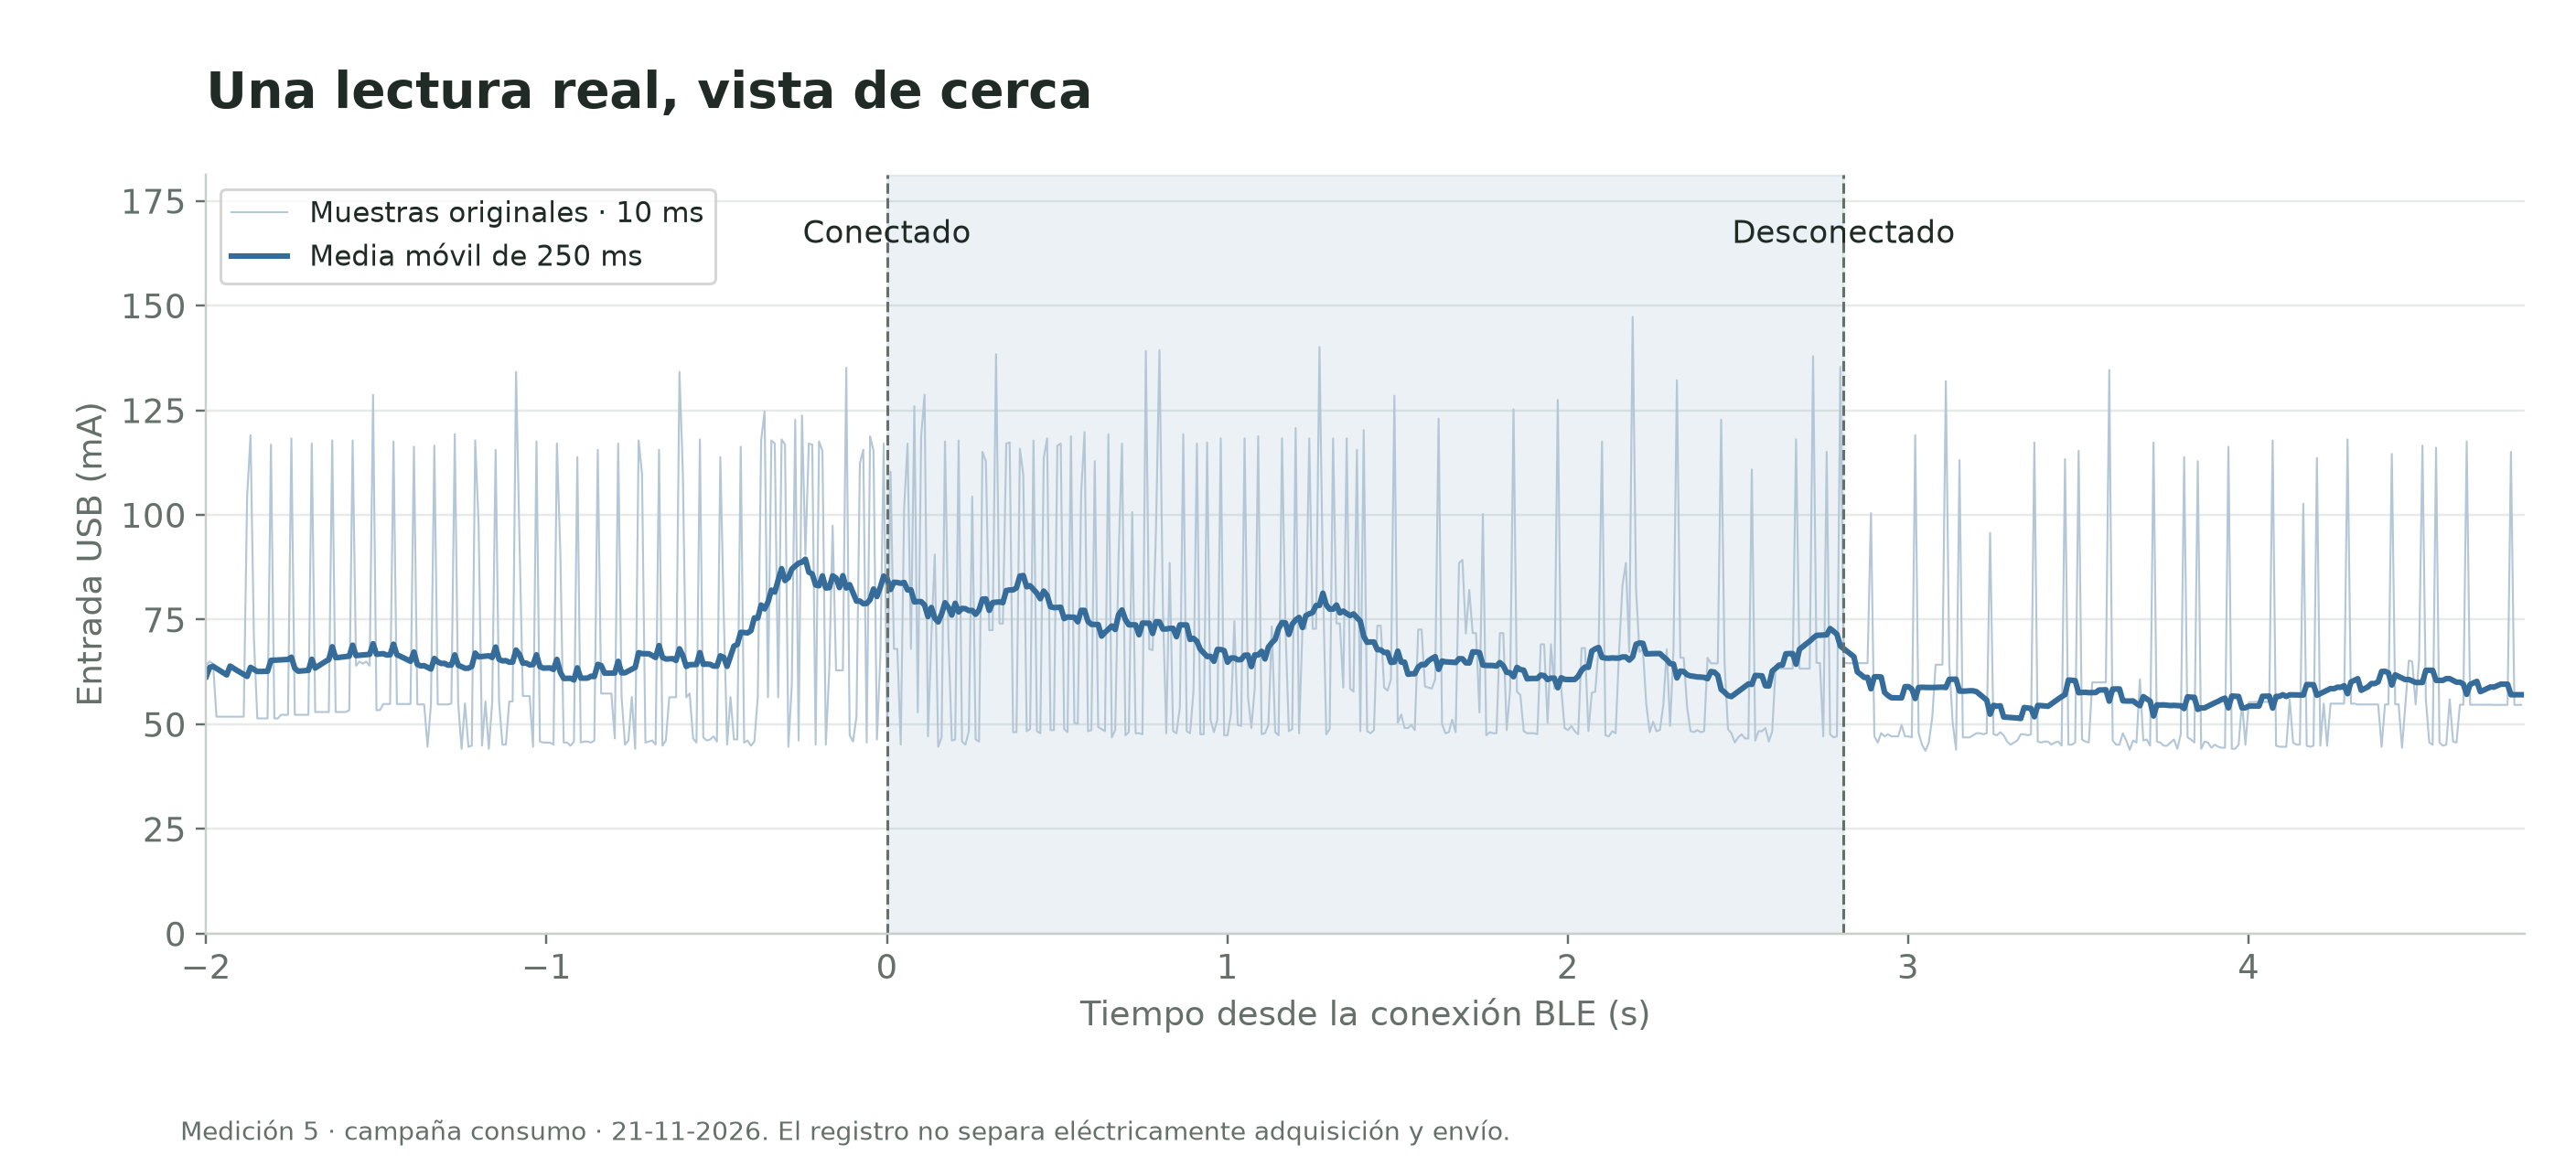 Una lectura real, vista de cerca
Muestras originales · 10 ms
Media móvil de 250 ms
Conectado
Desconectado
Entrada USB (mA)
175
150
125
100
75
50
25
0
−2
−1
0
1
2
3
4
Tiempo desde la conexión BLE (s)
Medición 5 · campaña consumo · 21-11-2026. El registro no separa eléctricamente adquisición y envío.